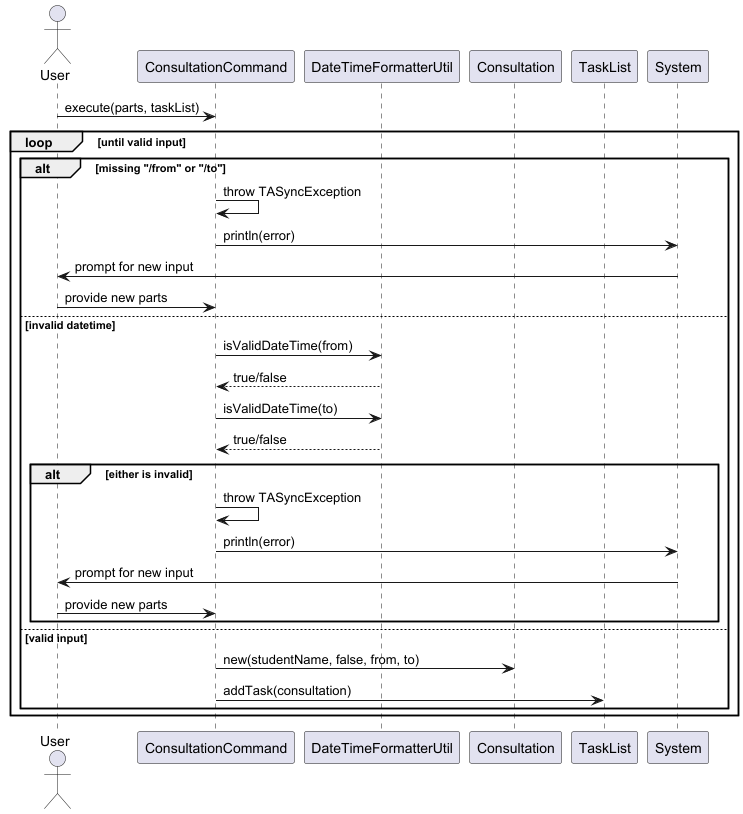 User
ConsultationCommand
DateTimeFormatterUtil
Consultation
TaskList
System
execute(parts, taskList)
loop
[until valid input]
alt
[missing "/from" or "/to"]
throw TASyncException
println(error)
prompt for new input
provide new parts
[invalid datetime]
isValidDateTime(from)
true/false
isValidDateTime(to)
true/false
alt
[either is invalid]
throw TASyncException
println(error)
prompt for new input
provide new parts
[valid input]
new(studentName, false, from, to)
addTask(consultation)
User
ConsultationCommand
DateTimeFormatterUtil
Consultation
TaskList
System